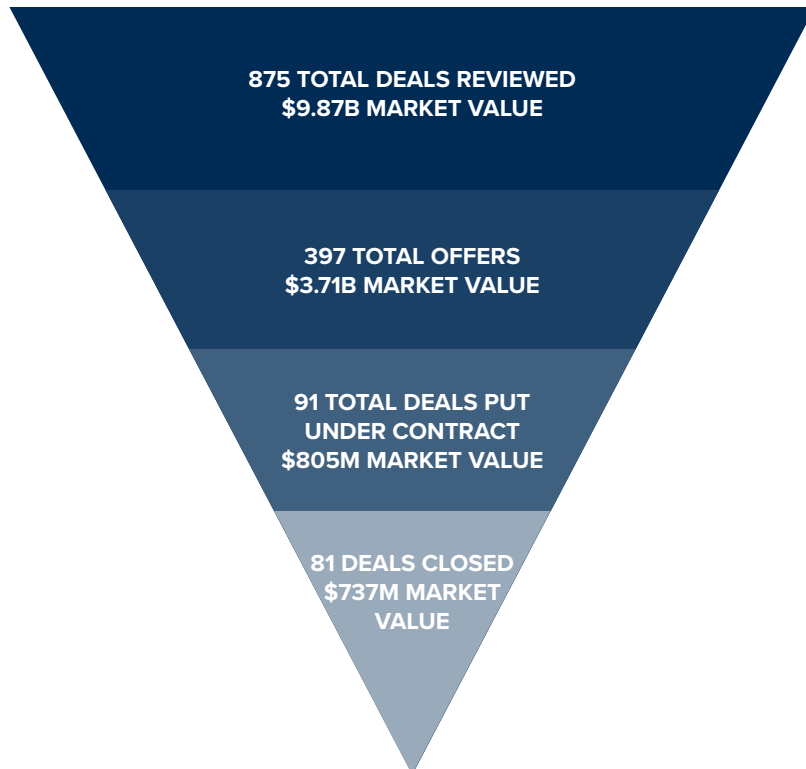 875 TOTAL DEALS REVIEWED
$9.87B MARKET VALUE
397 TOTAL OFFERS
$3.71B MARKET VALUE
91 TOTAL DEALS PUT
UNDER CONTRACT
$805M MARKET VALUE
81 DEALS CLOSED
$737M MARKET
VALUE